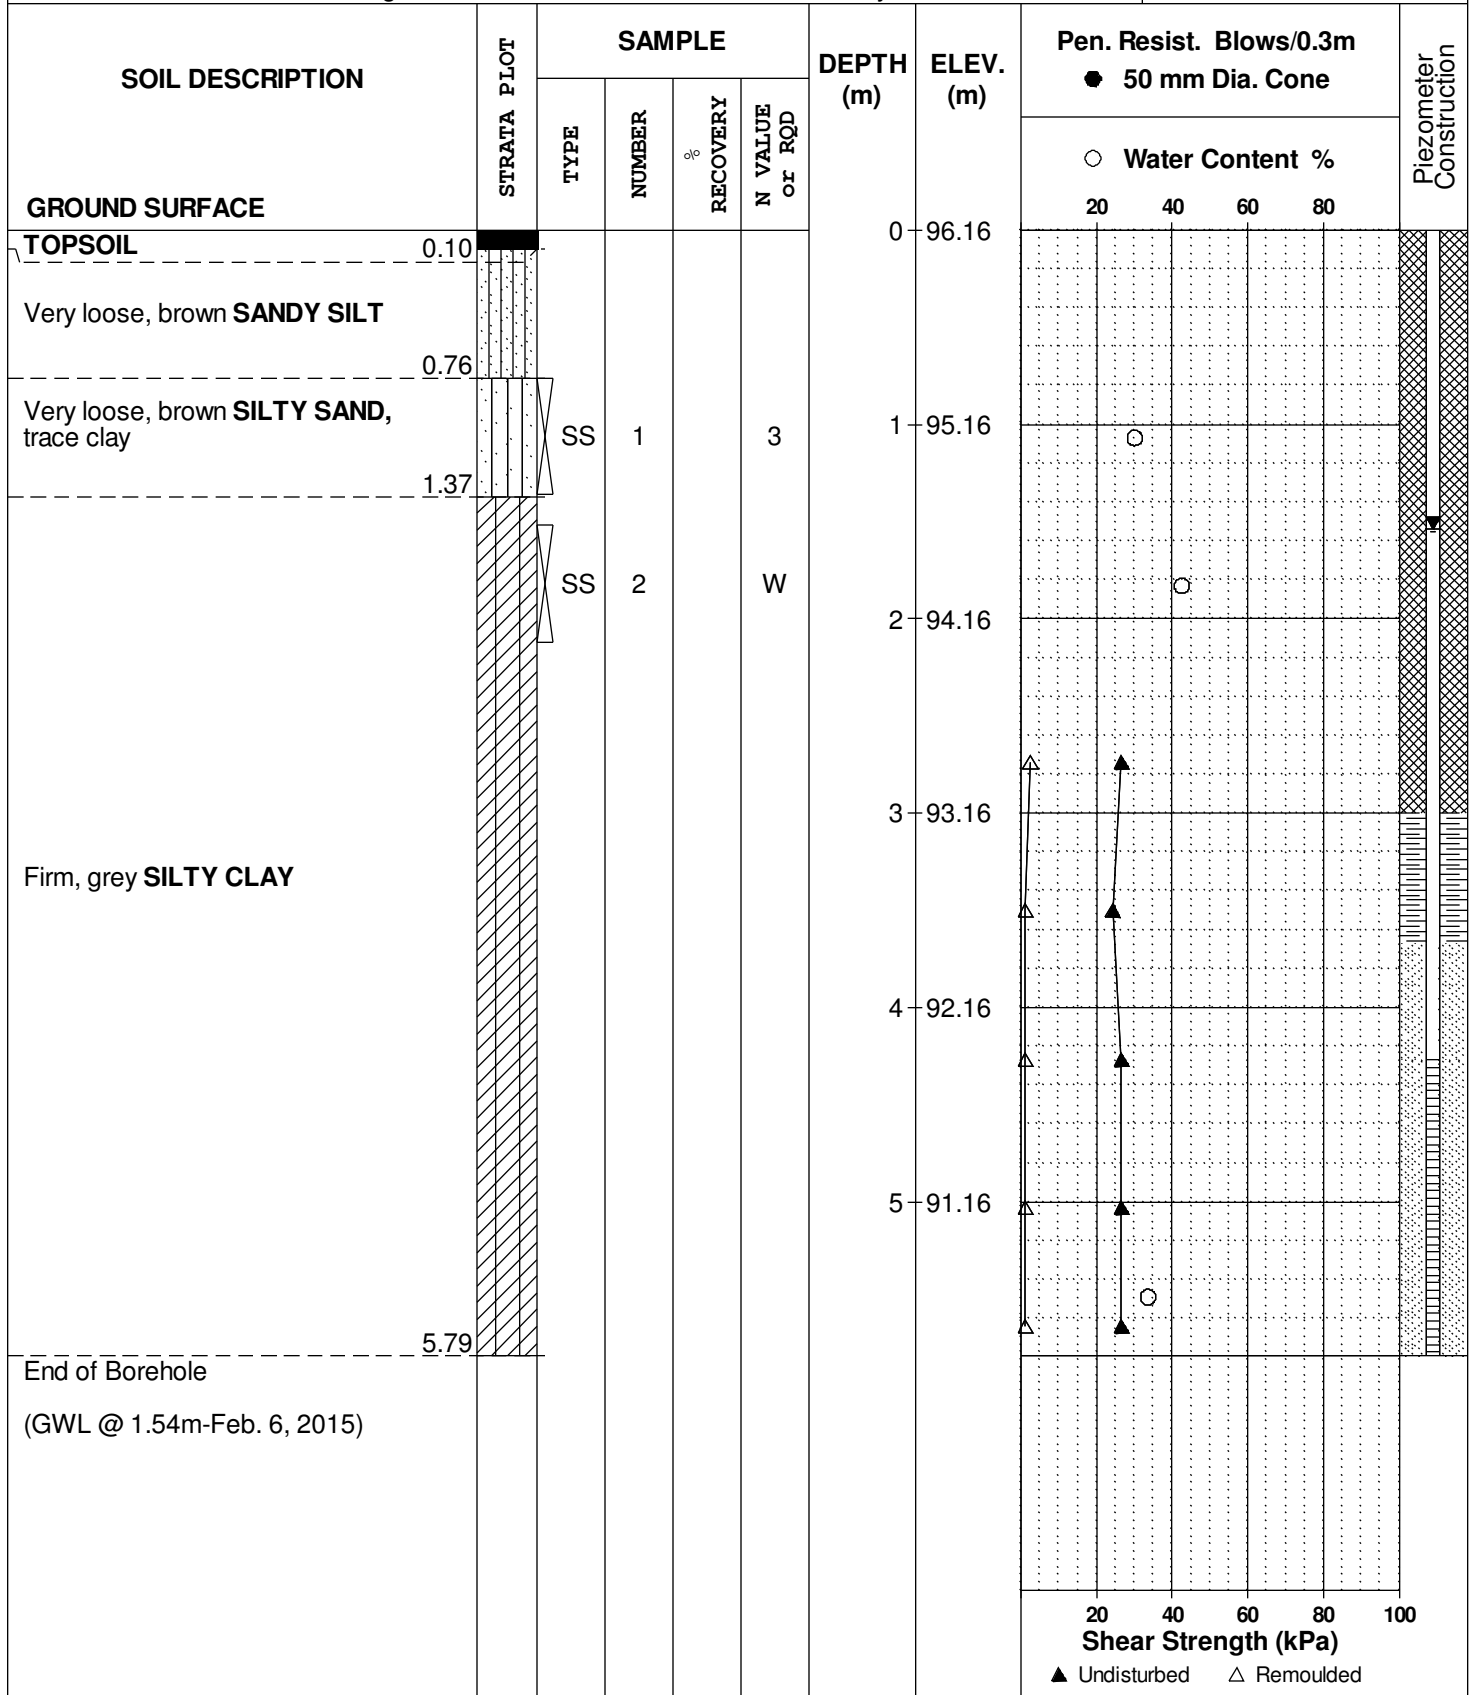 SOIL DESCRIPTION
GROUND SURFACE
STRATA PLOT
SAMPLE
TYPE
NUMBER
%
RECOVERY
N VALUE
or RQD
DEPTH
(m)
ELEV.
(m)
Pen. Resist. Blows/0.3m
● 50 mm Dia. Cone
○ Water Content %
20 40 60 80
Piezometer
Construction
TOPSOIL 0.10
0 96.16
Very loose, brown SANDY SILT
0.76
Very loose, brown SILTY SAND,
trace clay
SS 1 3
1 95.16
1.37
SS 2 W
2 94.16
3 93.16
Firm, grey SILTY CLAY
4 92.16
5 91.16
5.79
End of Borehole
(GWL @ 1.54m-Feb. 6, 2015)
20 40 60 80 100
Shear Strength (kPa)
▲ Undisturbed △ Remoulded